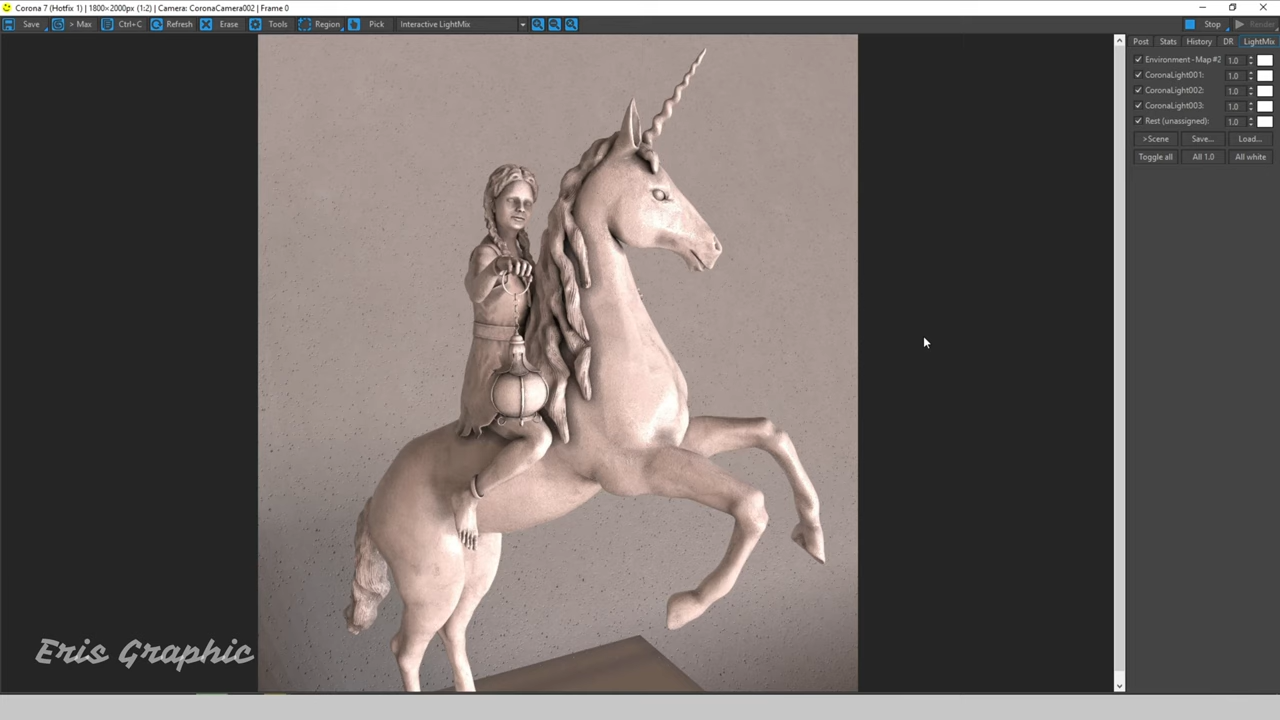 Corona 7 (Hotfix 1) | 1800×2000px (1:2) | Camera: CoronaCamera002 | Frame 0
Save > Max Ctrl+C Refresh Erase Tools Region Pick Interactive LightMix Stop Render
Post Stats History DR LightMix
Environment - Map #2 1.0
CoronaLight001: 1.0
CoronaLight002: 1.0
CoronaLight003: 1.0
Rest (unassigned): 1.0
>Scene Save... Load...
Toggle all All 1.0 All white
Eris Graphic